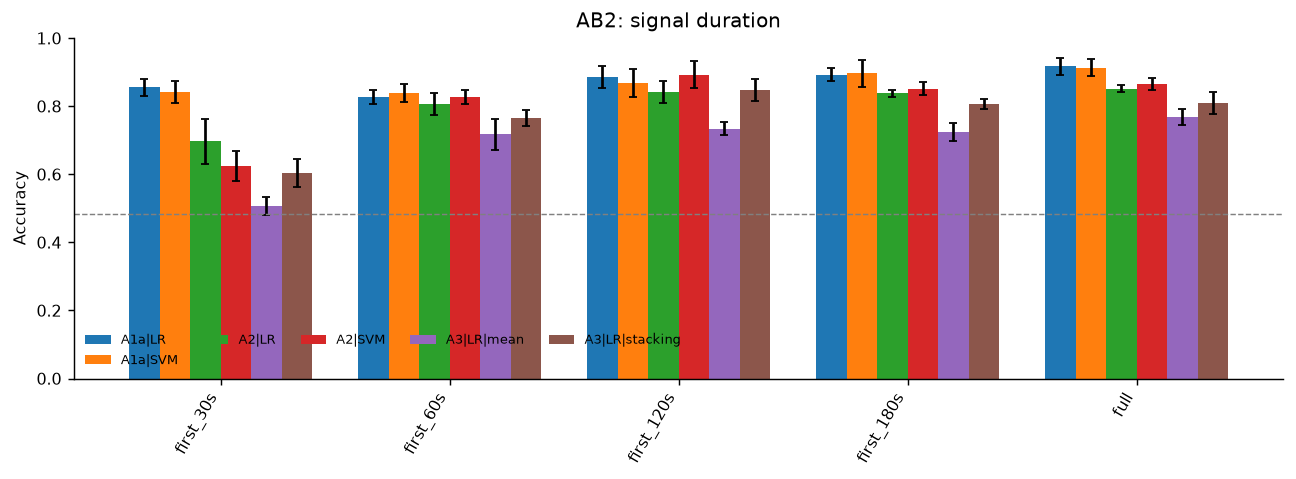 AB2: signal duration
Accuracy
1.0
0.8
0.6
0.4
0.2
0.0
A1a|LR
A1a|SVM
A2|LR
A2|SVM
A3|LR|mean
A3|LR|stacking
first_30s
first_60s
first_120s
first_180s
full